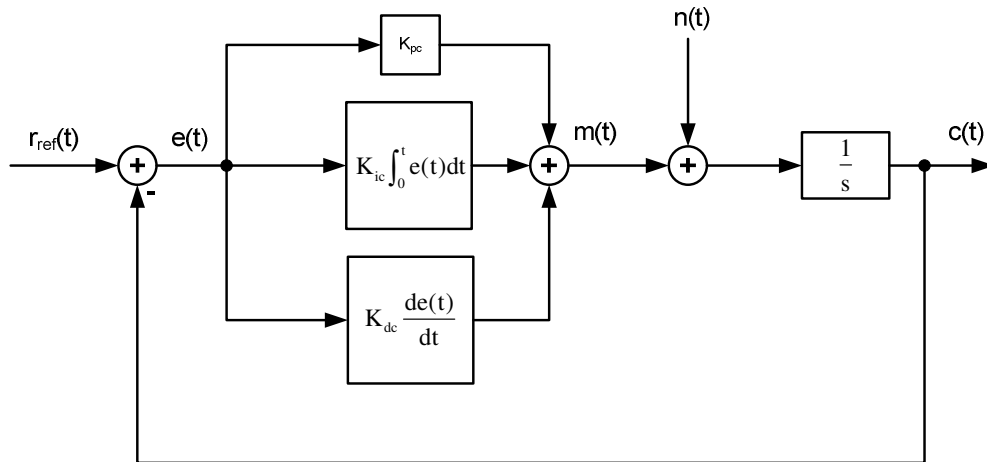 n(t)
K_pc
r_ref(t)
e(t)
+
-
K_ic ∫_0^t e(t)dt
+
m(t)
+
1/s
c(t)
K_dc de(t)/dt